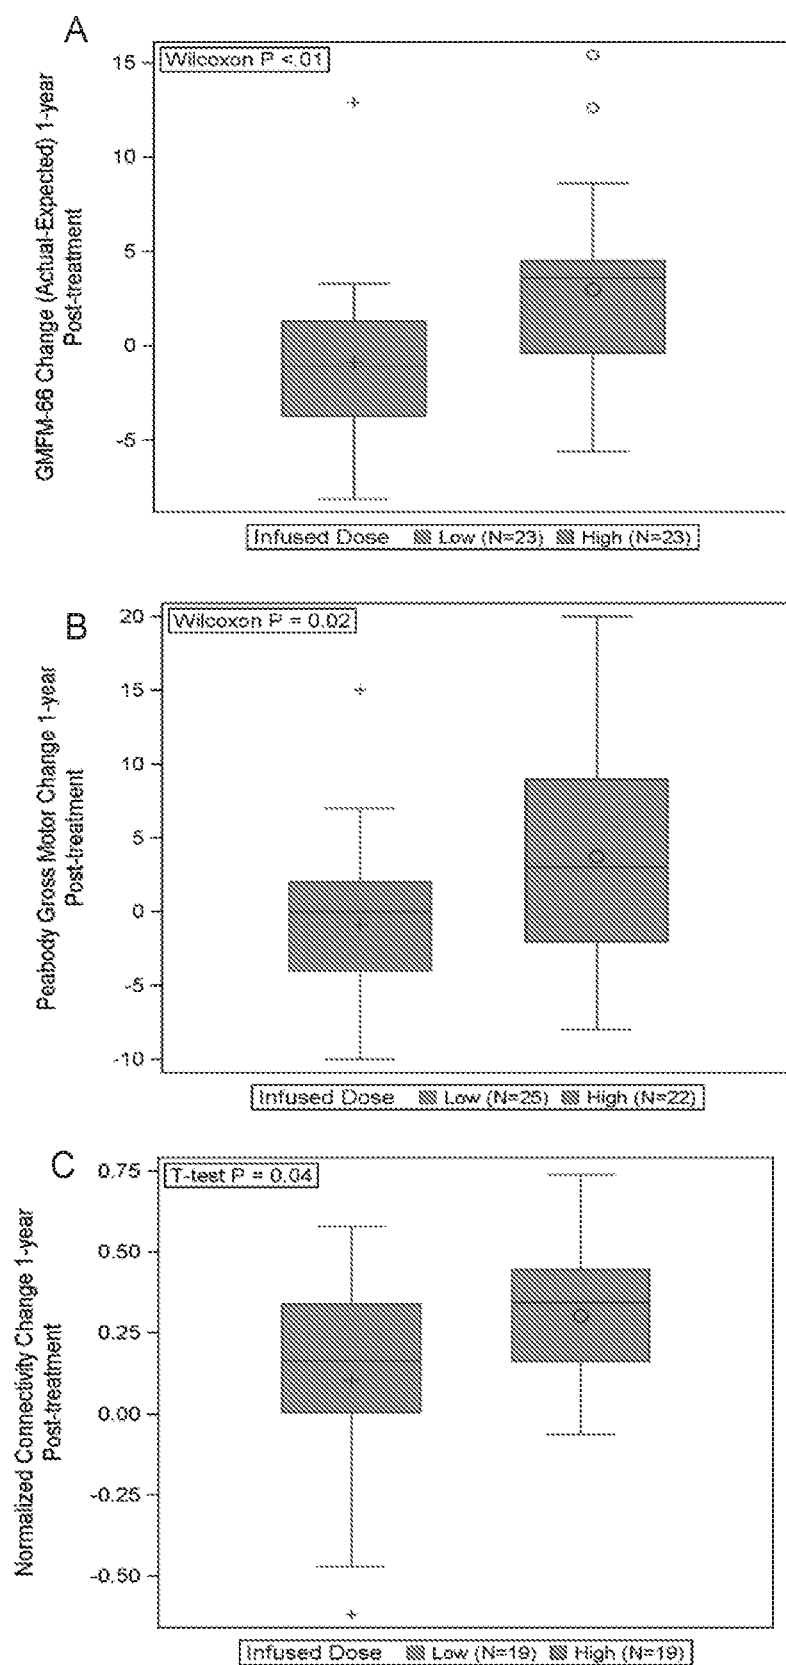 A
Wilcoxon P <.01
GMFM-66 Change (Actual-Expected) 1-year
Post-treatment
15
10
5
0
-5
Infused Dose Low (N=23) High (N=23)
B
Wilcoxon P = 0.02
Peabody Gross Motor Change 1-year
Post-treatment
20
15
10
5
0
-5
-10
Infused Dose Low (N=25) High (N=22)
C
T-test P = 0.04
Normalized Connectivity Change 1-year
Post-treatment
0.75
0.50
0.25
0.00
-0.25
-0.50
Infused Dose Low (N=19) High (N=19)